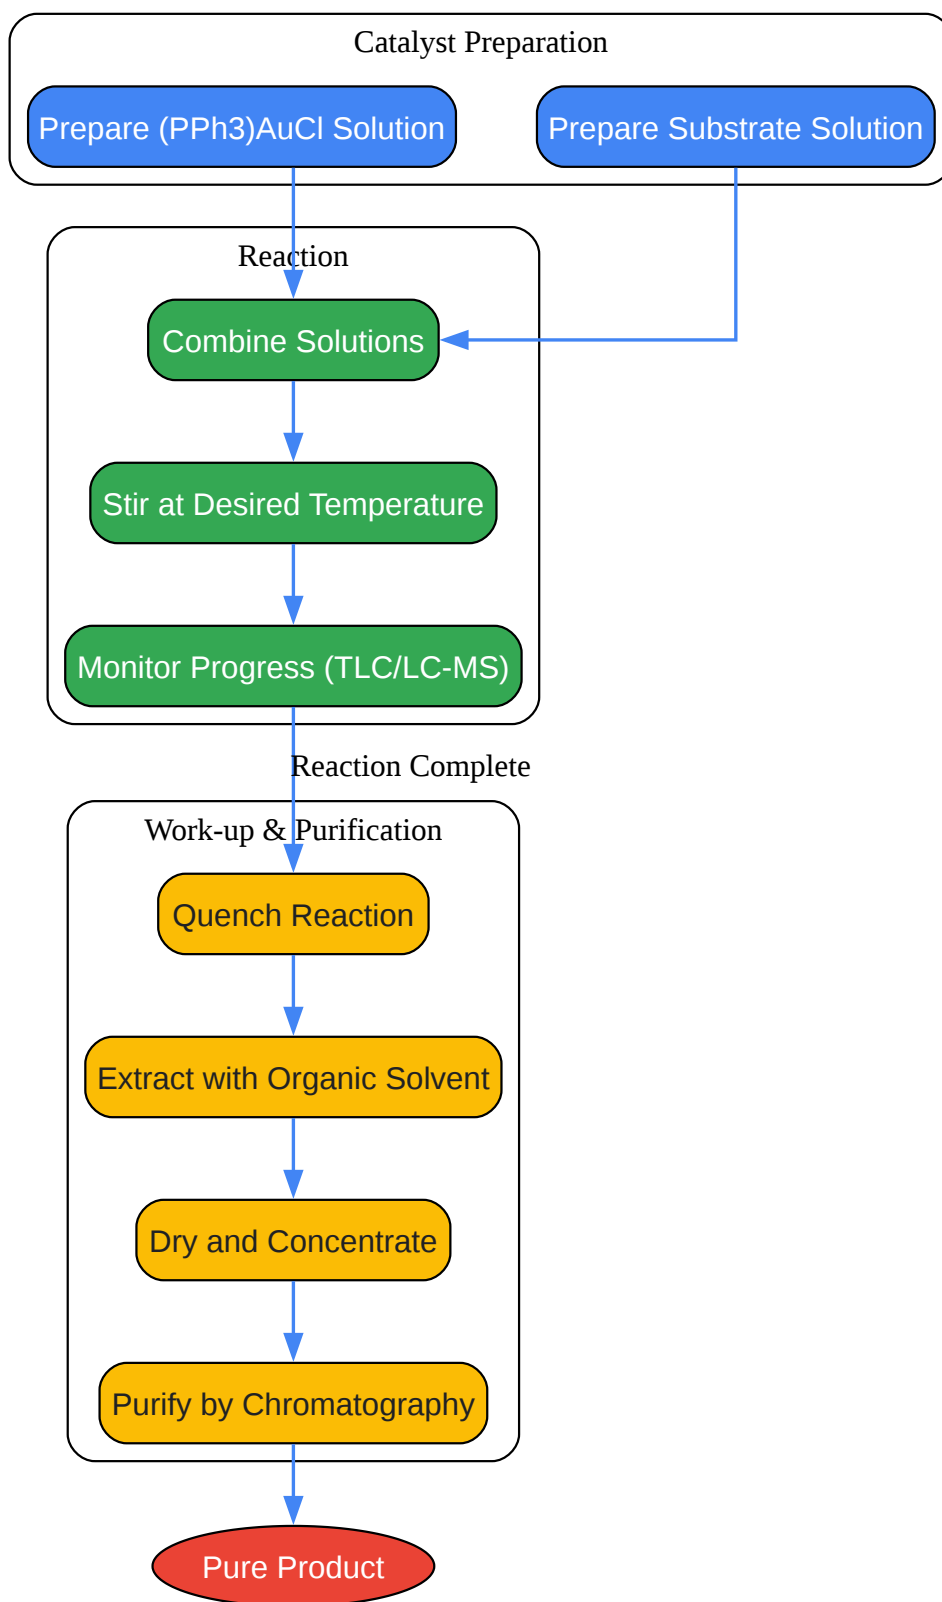 Catalyst Preparation
Prepare (PPh3)AuCl Solution
Prepare Substrate Solution
Reaction
Combine Solutions
Stir at Desired Temperature
Monitor Progress (TLC/LC-MS)
Reaction Complete
Work-up & Purification
Quench Reaction
Extract with Organic Solvent
Dry and Concentrate
Purify by Chromatography
Pure Product